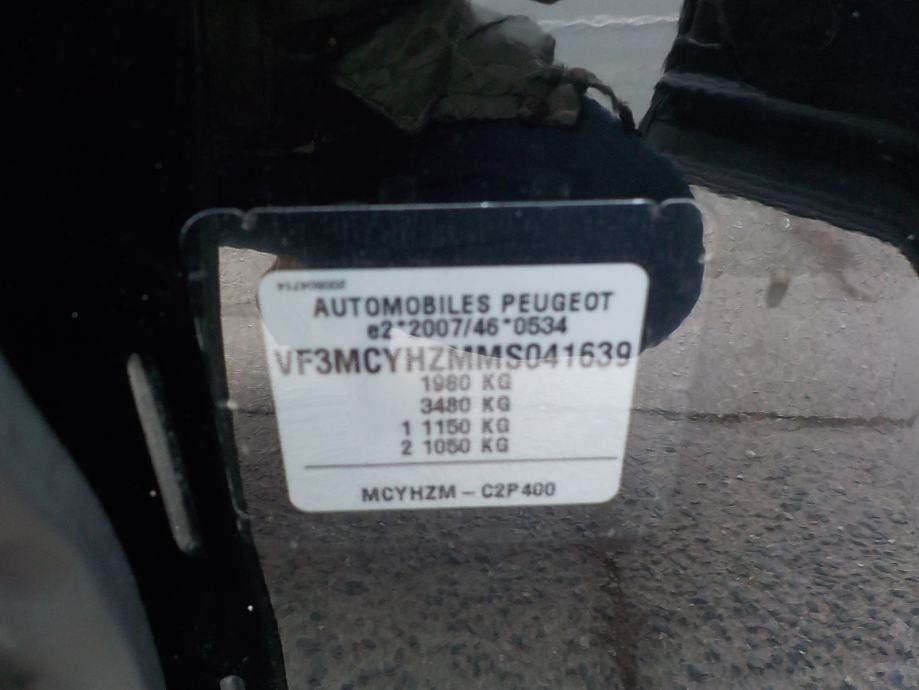 200604714
AUTOMOBILES PEUGEOT
e2*2007/46*0534
VF3MCYHZMMS041639
1980 KG
3480 KG
1 1150 KG
2 1050 KG
MCYHZM – C2P400